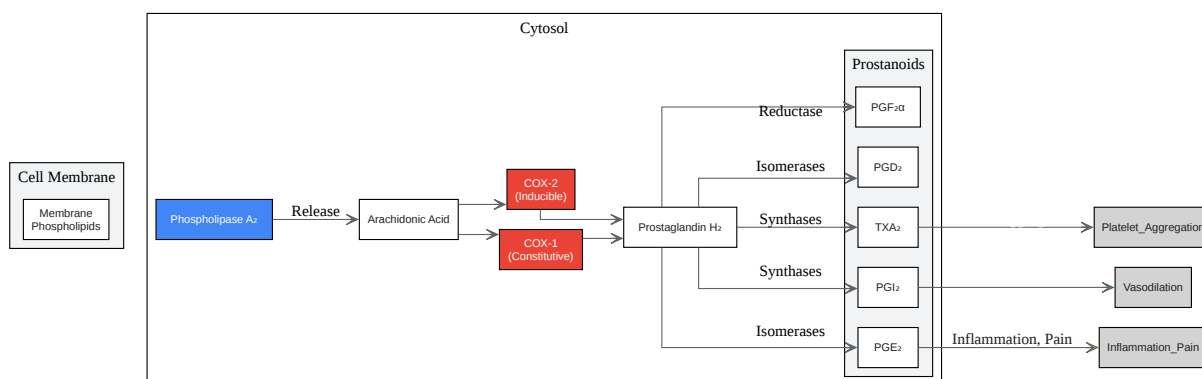 Cytosol
Prostanoids
PGF₂α
Reductase
Cell Membrane
Membrane
Phospholipids
Phospholipase A₂
Release
Arachidonic Acid
COX-2
(Inducible)
COX-1
(Constitutive)
Prostaglandin H₂
Isomerases
PGD₂
Synthases
TXA₂
Platelet_Aggregation
Synthases
PGI₂
Vasodilation
Isomerases
PGE₂
Inflammation, Pain
Inflammation_Pain